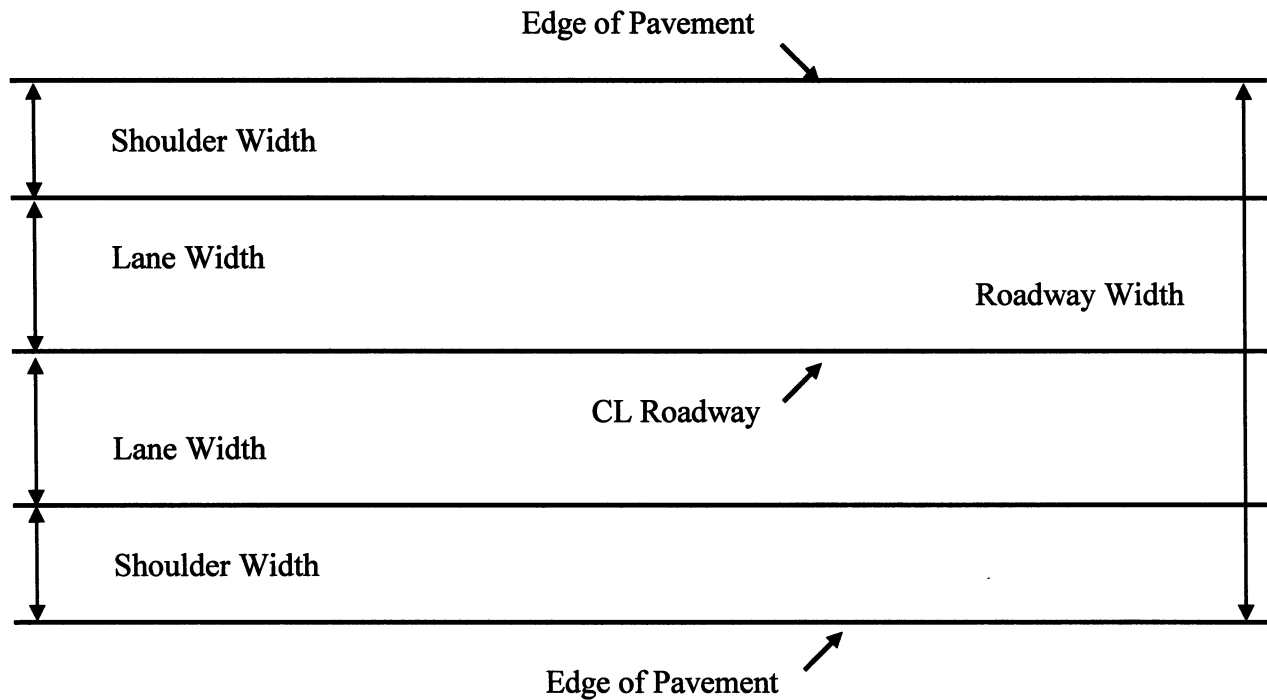 Edge of Pavement
Shoulder Width
Lane Width
Roadway Width
CL Roadway
Lane Width
Shoulder Width
Edge of Pavement